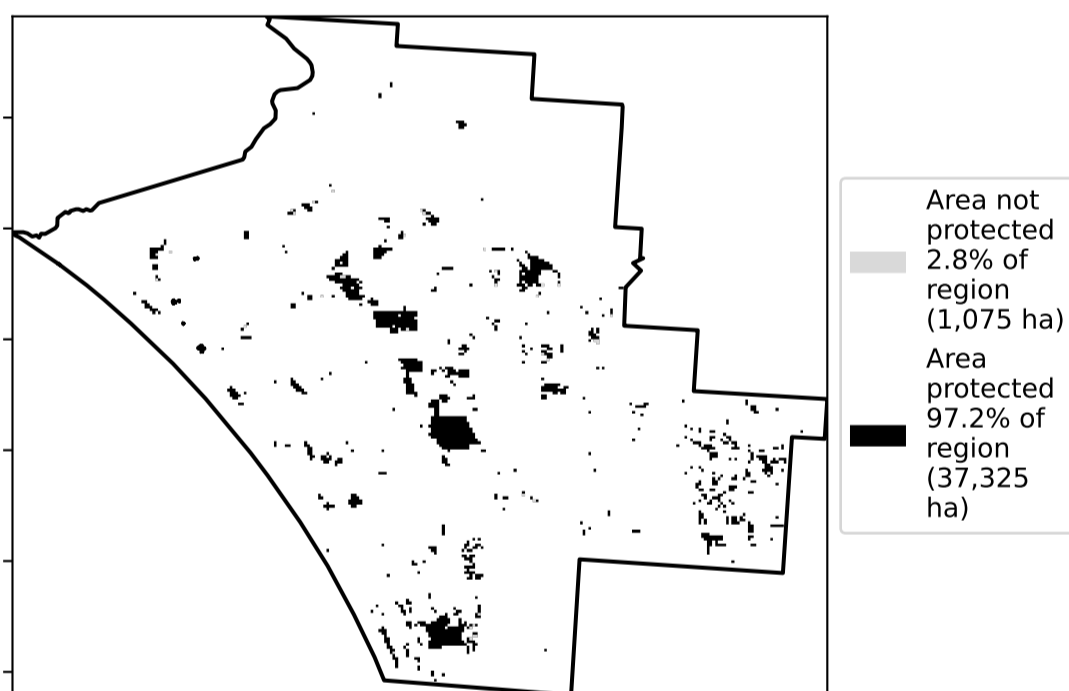 Area not
protected
2.8% of
region
(1,075 ha)
Area
protected
97.2% of
region
(37,325
ha)